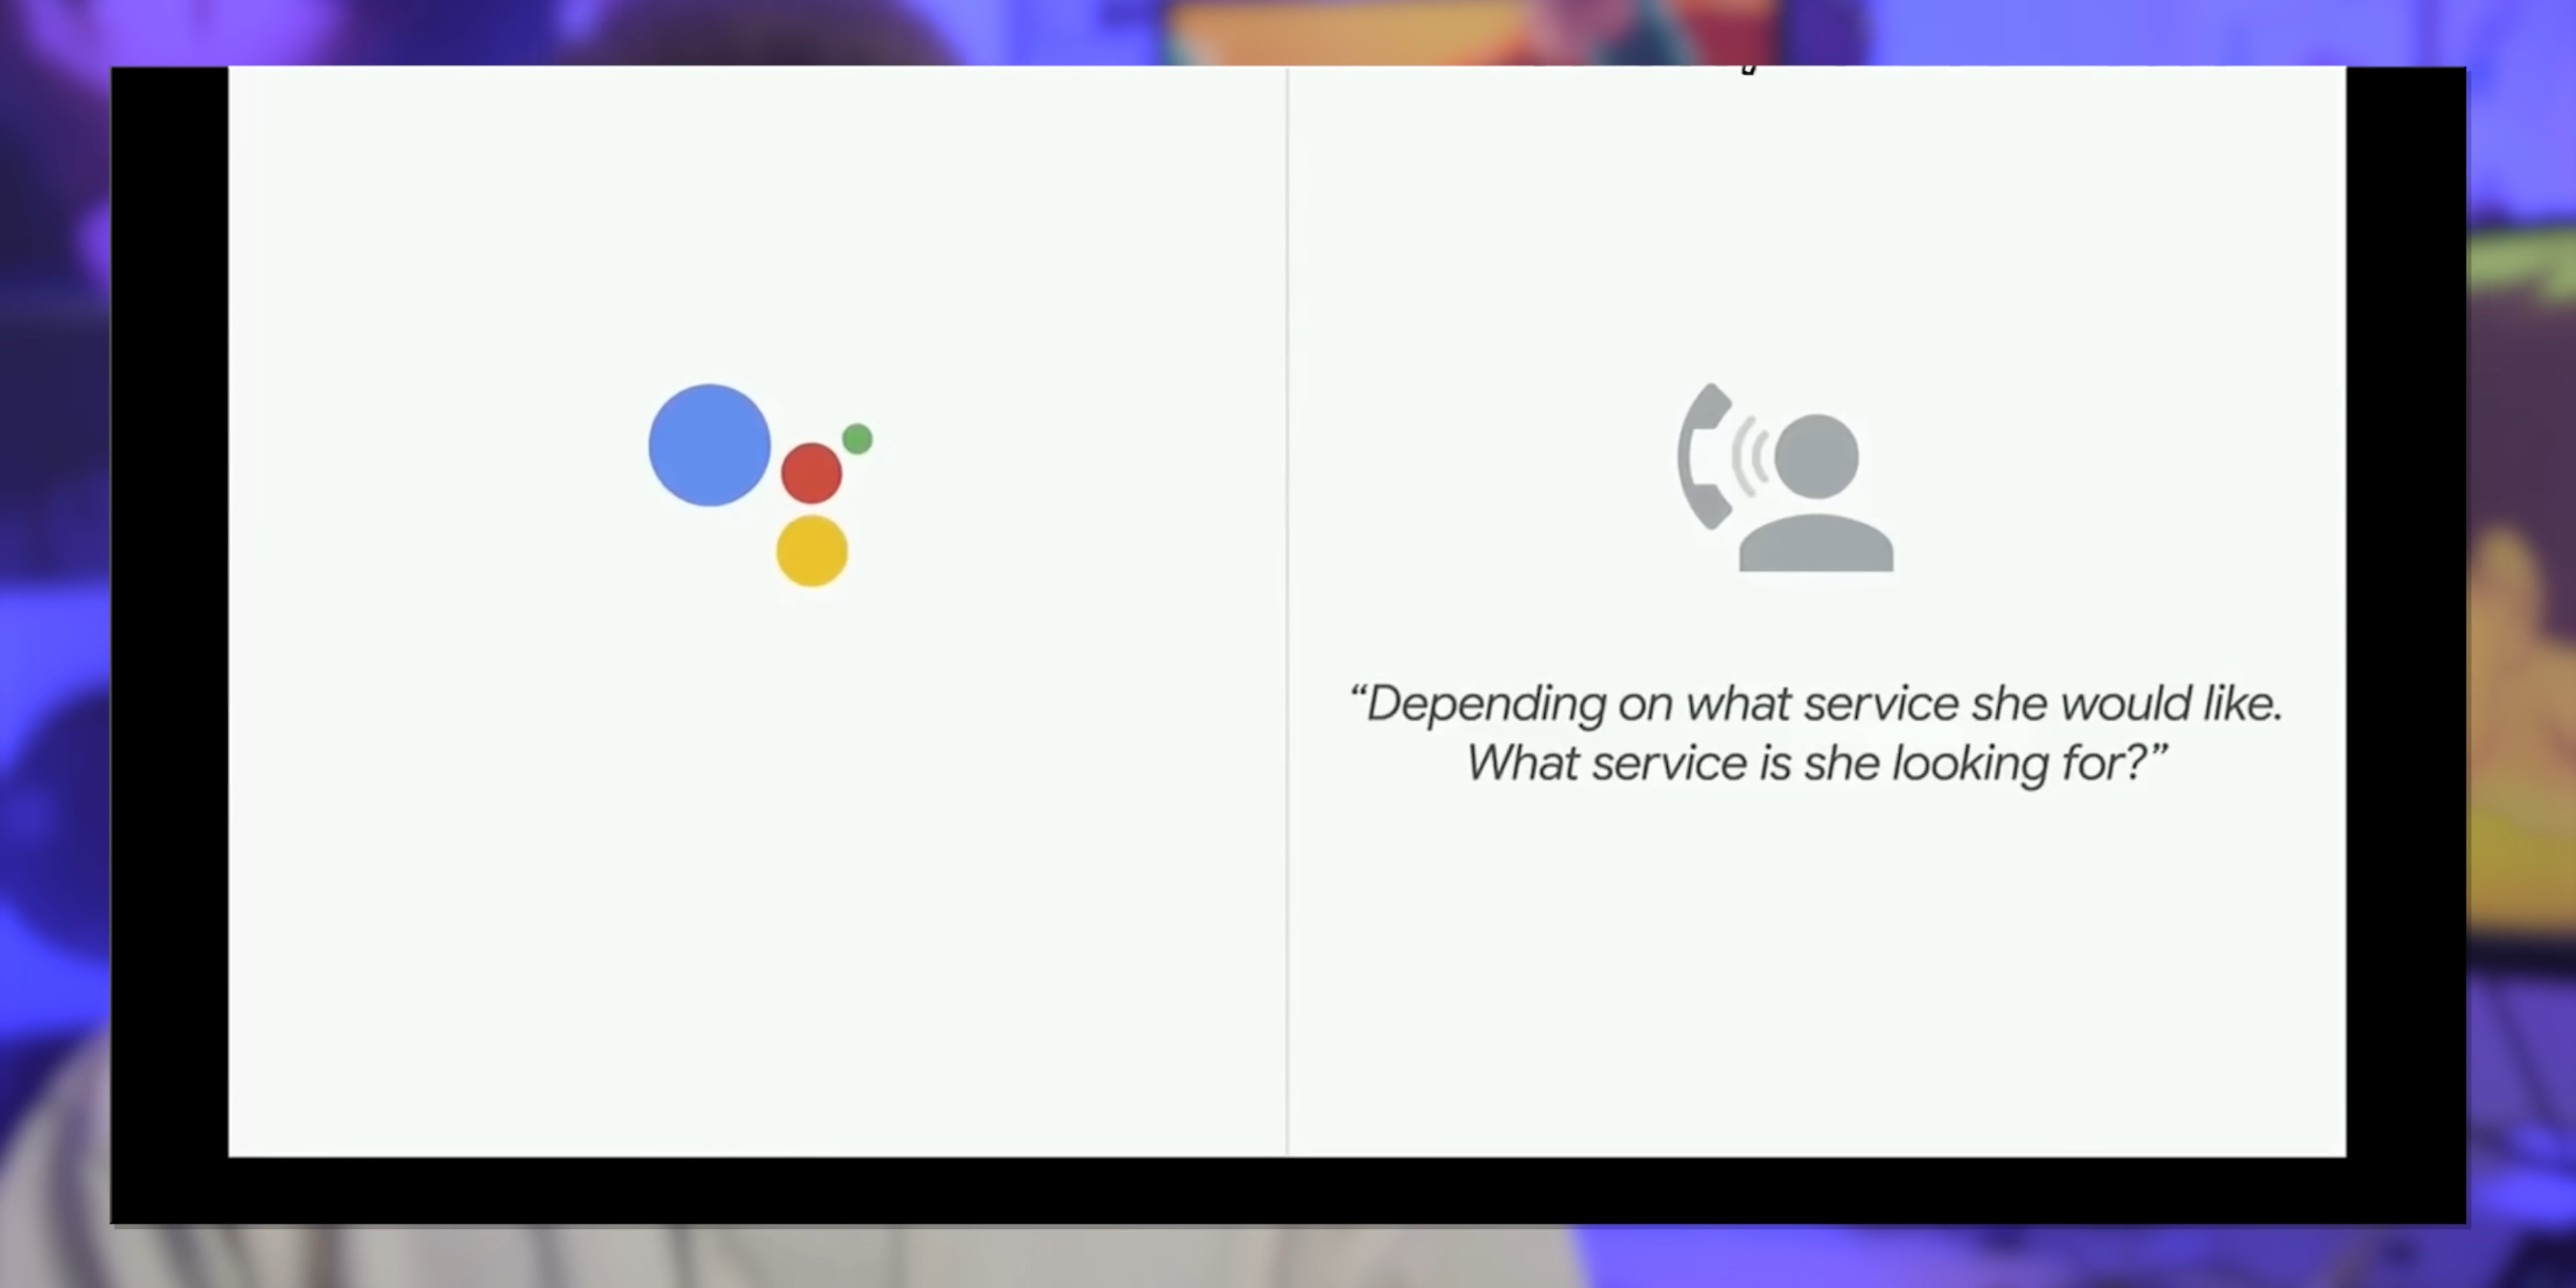 “Depending on what service she would like.
What service is she looking for?”